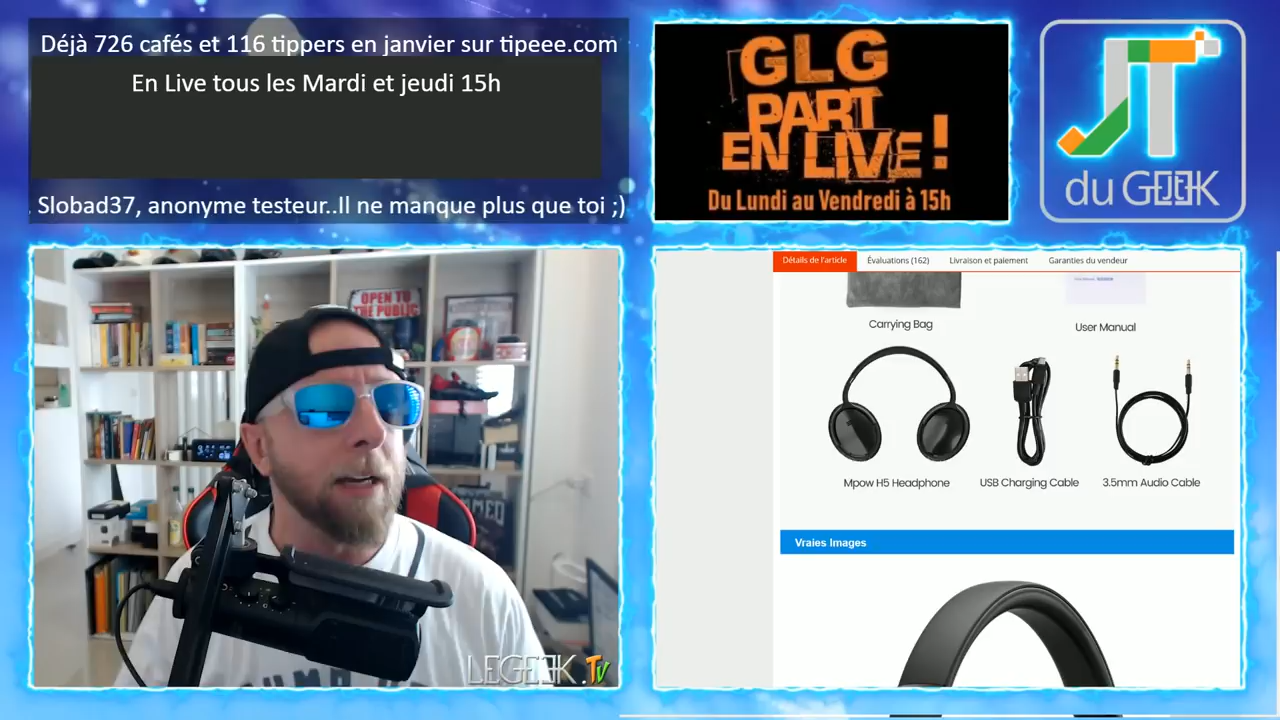 Déjà 726 cafés et 116 tippers en janvier sur tipeee.com
En Live tous les Mardi et jeudi 15h
Slobad37, anonyme testeur..Il ne manque plus que toi ;)
GLG
PART
EN LIVE !
Du Lundi au Vendredi à 15h
JT
du GEEK
OPEN TO
THE PUBLIC
LEGEEK.TV
Détails de l'article
Évaluations (162)
Livraison et paiement
Garanties du vendeur
Carrying Bag
User Manual
Mpow H5 Headphone
USB Charging Cable
3.5mm Audio Cable
Vraies Images